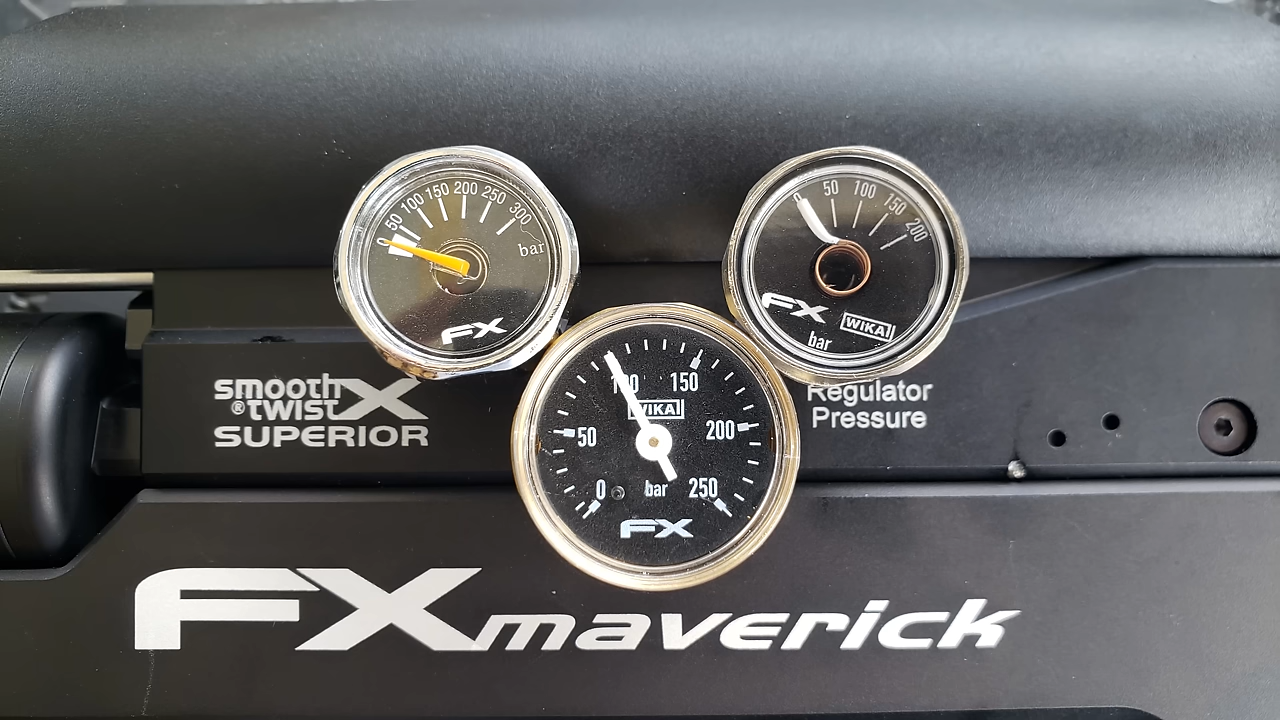 0 50 100 150 200 250 300
bar
FX
0 50 100 150 200
FX
WIKA
bar
0 50 100 150 200 250
WIKA
bar
FX
smooth
®twist X
SUPERIOR
Regulator
Pressure
FX maverick